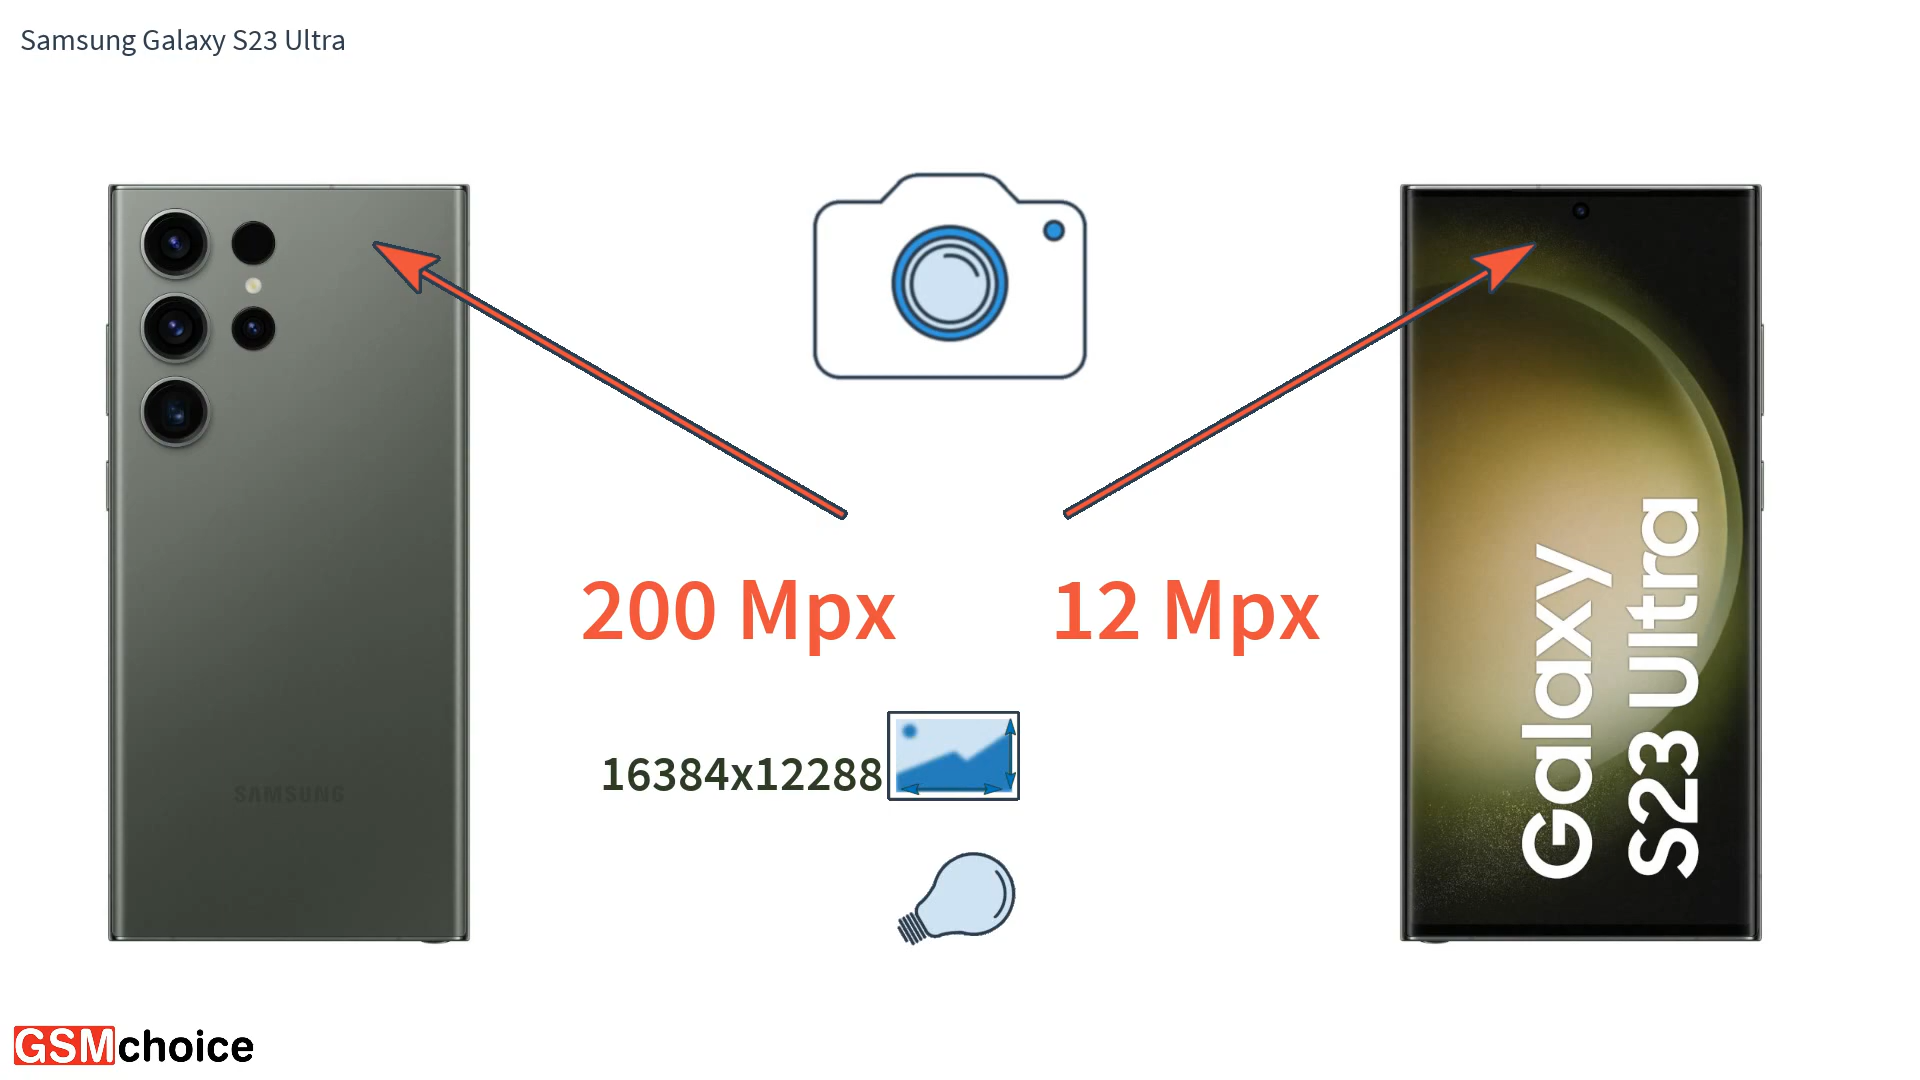 Samsung Galaxy S23 Ultra
200 Mpx
12 Mpx
16384x12288
SAMSUNG
Galaxy
S23 Ultra
GSMchoice